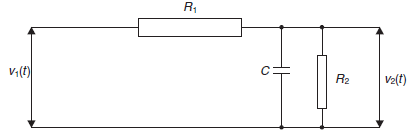 R₁
v₁(t)
C
R₂
v₂(t)